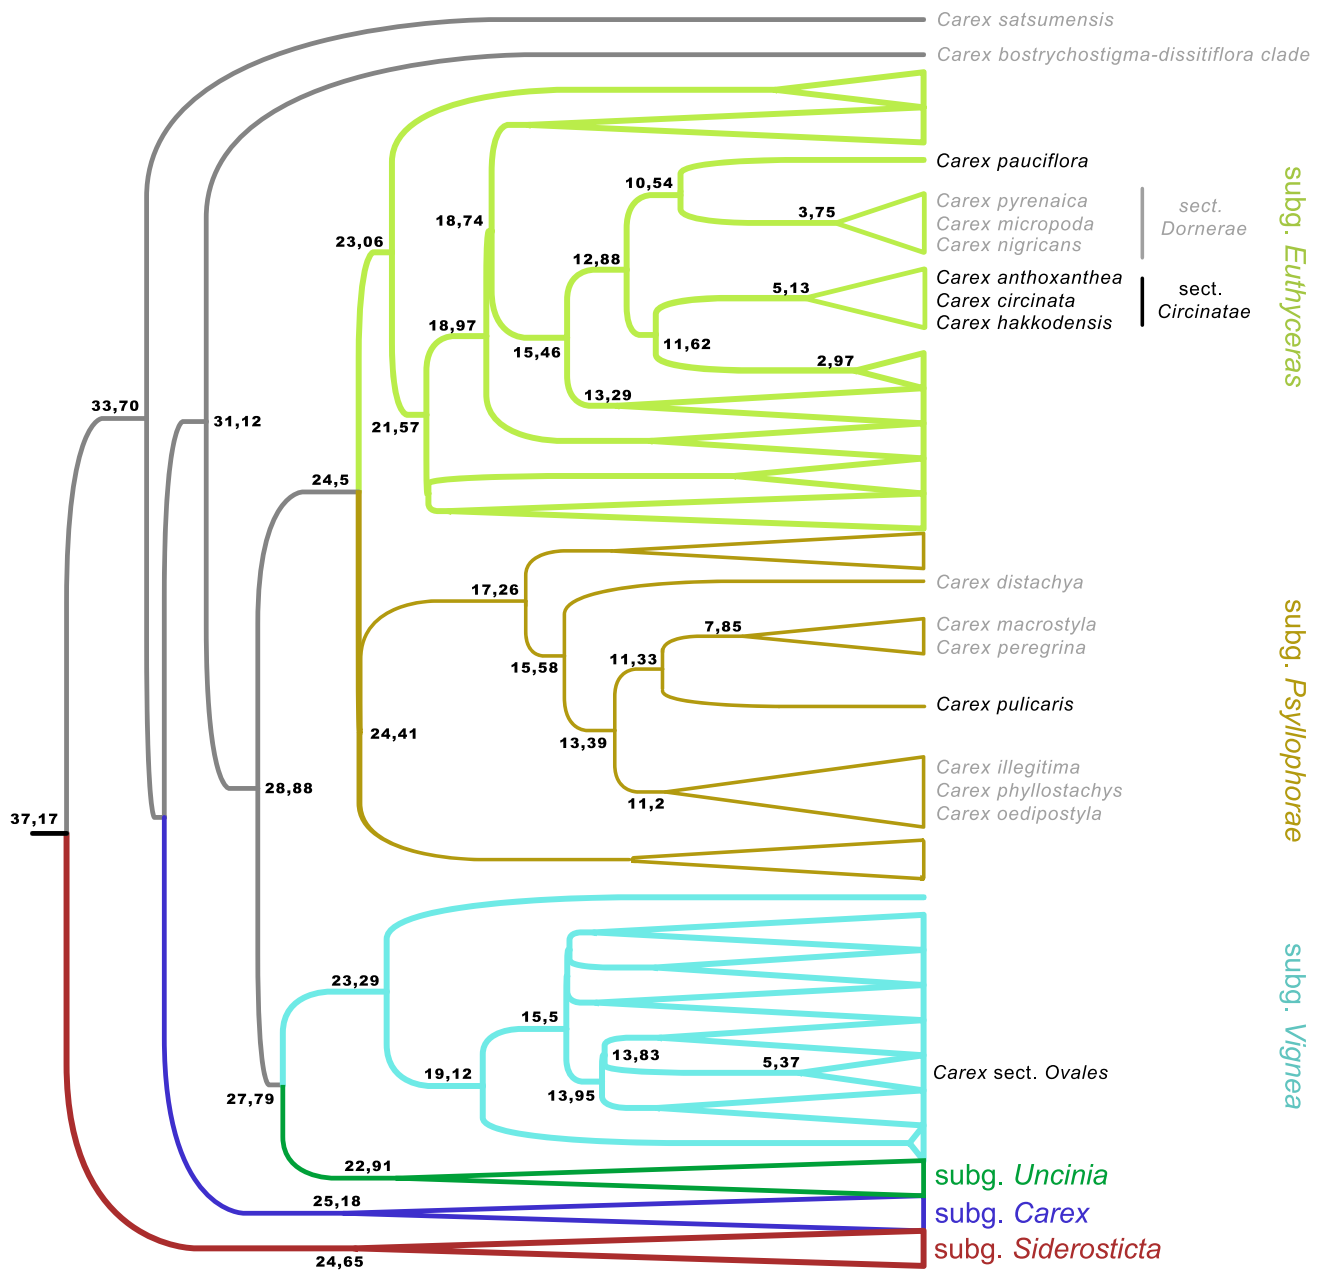 Carex satsumensis
Carex bostrychostigma-dissitiflora clade
Carex pauciflora
10,54
Carex pyrenaica
3,75
sect.
Carex micropoda
Dornerae
18,74
23,06
Carex nigricans
12,88
Carex anthoxanthea
5,13
sect.
Carex circinata
Circinatae
18,97
Carex hakkodensis
15,46
11,62
2,97
subg. Euthyceras
13,29
33,70
31,12
21,57
24,5
Carex distachya
17,26
Carex macrostyla
7,85
Carex peregrina
11,33
15,58
Carex pulicaris
subg. Psyllophorae
24,41
13,39
Carex illegitima
28,88
Carex phyllostachys
11,2
Carex oedipostyla
37,17
23,29
15,5
subg. Vignea
13,83
5,37
Carex sect. Ovales
19,12
13,95
27,79
22,91
subg. Uncinia
25,18
subg. Carex
subg. Siderosticta
24,65